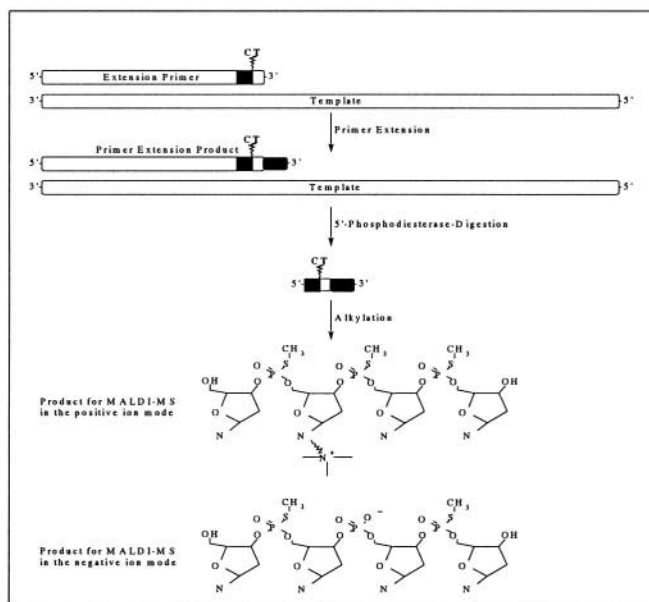 CT
5'- Extension Primer -3'
3'- Template -5'
Primer Extension
CT
Primer Extension Product
5'- -3'
3'- Template -5'
5'-Phosphodiesterase-Digestion
CT
5'- -3'
Alkylation
CH3 CH3 CH3
O S O S O S
P P P
OH O O O O O O OH
O O O O
Product for MALDI-MS
in the positive ion mode
N N N N
N+
CH3 O− CH3
O S O O S
P P P
OH O O O O O O OH
O O O O
Product for MALDI-MS
in the negative ion mode
N N N N